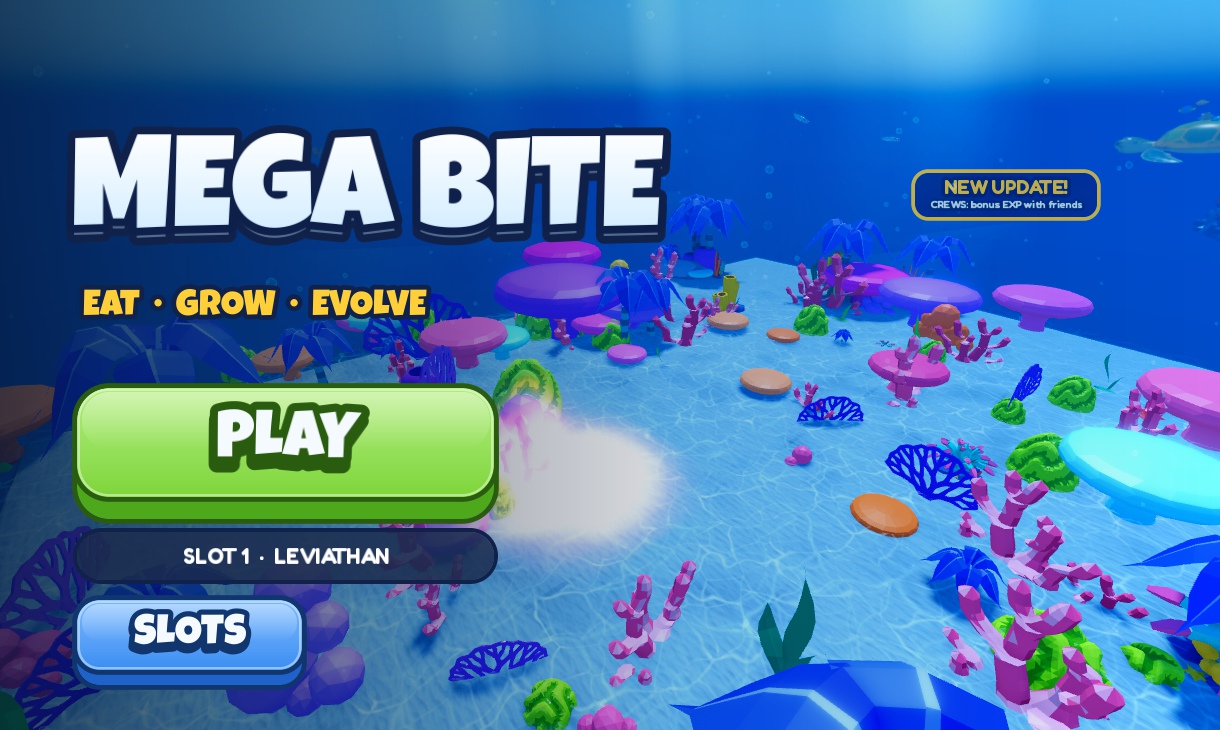 MEGA BITE
NEW UPDATE!
CREWS: bonus EXP with friends
EAT · GROW · EVOLVE
PLAY
SLOT 1 · LEVIATHAN
SLOTS